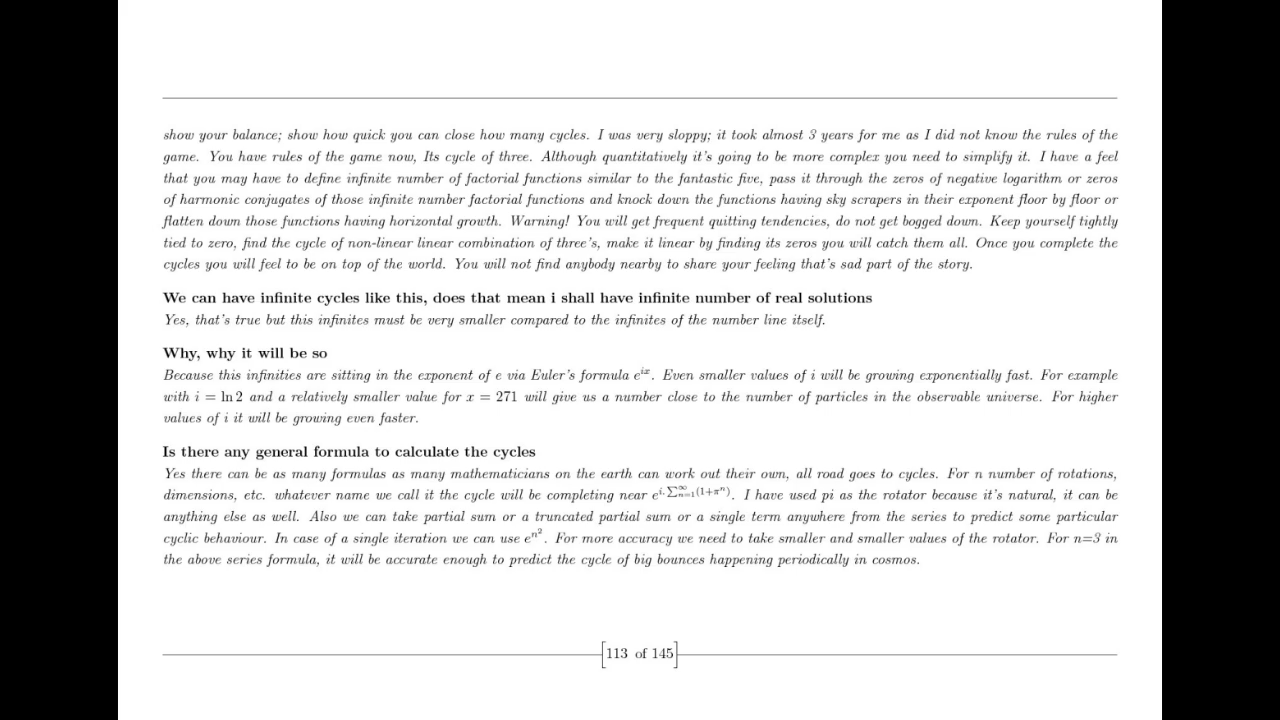 show your balance; show how quick you can close how many cycles. I was very sloppy; it took almost 3 years for me as I did not know the rules of the
game. You have rules of the game now, Its cycle of three. Although quantitatively it's going to be more complex you need to simplify it. I have a feel
that you may have to define infinite number of factorial functions similar to the fantastic five, pass it through the zeros of negative logarithm or zeros
of harmonic conjugates of those infinite number factorial functions and knock down the functions having sky scrapers in their exponent floor by floor or
flatten down those functions having horizontal growth. Warning! You will get frequent quitting tendencies, do not get bogged down. Keep yourself tightly
tied to zero, find the cycle of non-linear linear combination of three's, make it linear by finding its zeros you will catch them all. Once you complete the
cycles you will feel to be on top of the world. You will not find anybody nearby to share your feeling that's sad part of the story.
We can have infinite cycles like this, does that mean i shall have infinite number of real solutions
Yes, that's true but this infinites must be very smaller compared to the infinites of the number line itself.
Why, why it will be so
Because this infinities are sitting in the exponent of e via Euler's formula e^{ix}. Even smaller values of i will be growing exponentially fast. For example
with i = ln 2 and a relatively smaller value for x = 271 will give us a number close to the number of particles in the observable universe. For higher
values of i it will be growing even faster.
Is there any general formula to calculate the cycles
Yes there can be as many formulas as many mathematicians on the earth can work out their own, all road goes to cycles. For n number of rotations,
dimensions, etc. whatever name we call it the cycle will be completing near e^{i.∑_{n=1}^{∞}(1+π^n)}. I have used pi as the rotator because it's natural, it can be
anything else as well. Also we can take partial sum or a truncated partial sum or a single term anywhere from the series to predict some particular
cyclic behaviour. In case of a single iteration we can use e^{n^2}. For more accuracy we need to take smaller and smaller values of the rotator. For n=3 in
the above series formula, it will be accurate enough to predict the cycle of big bounces happening periodically in cosmos.
[113 of 145]